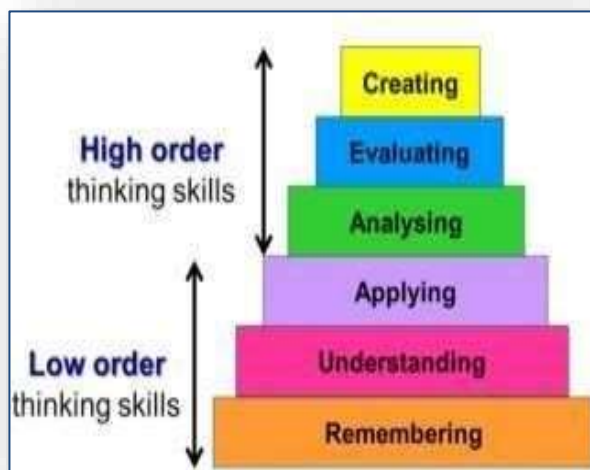 Creating
Evaluating
High order
thinking skills
Analysing
Applying
Understanding
Low order
thinking skills
Remembering